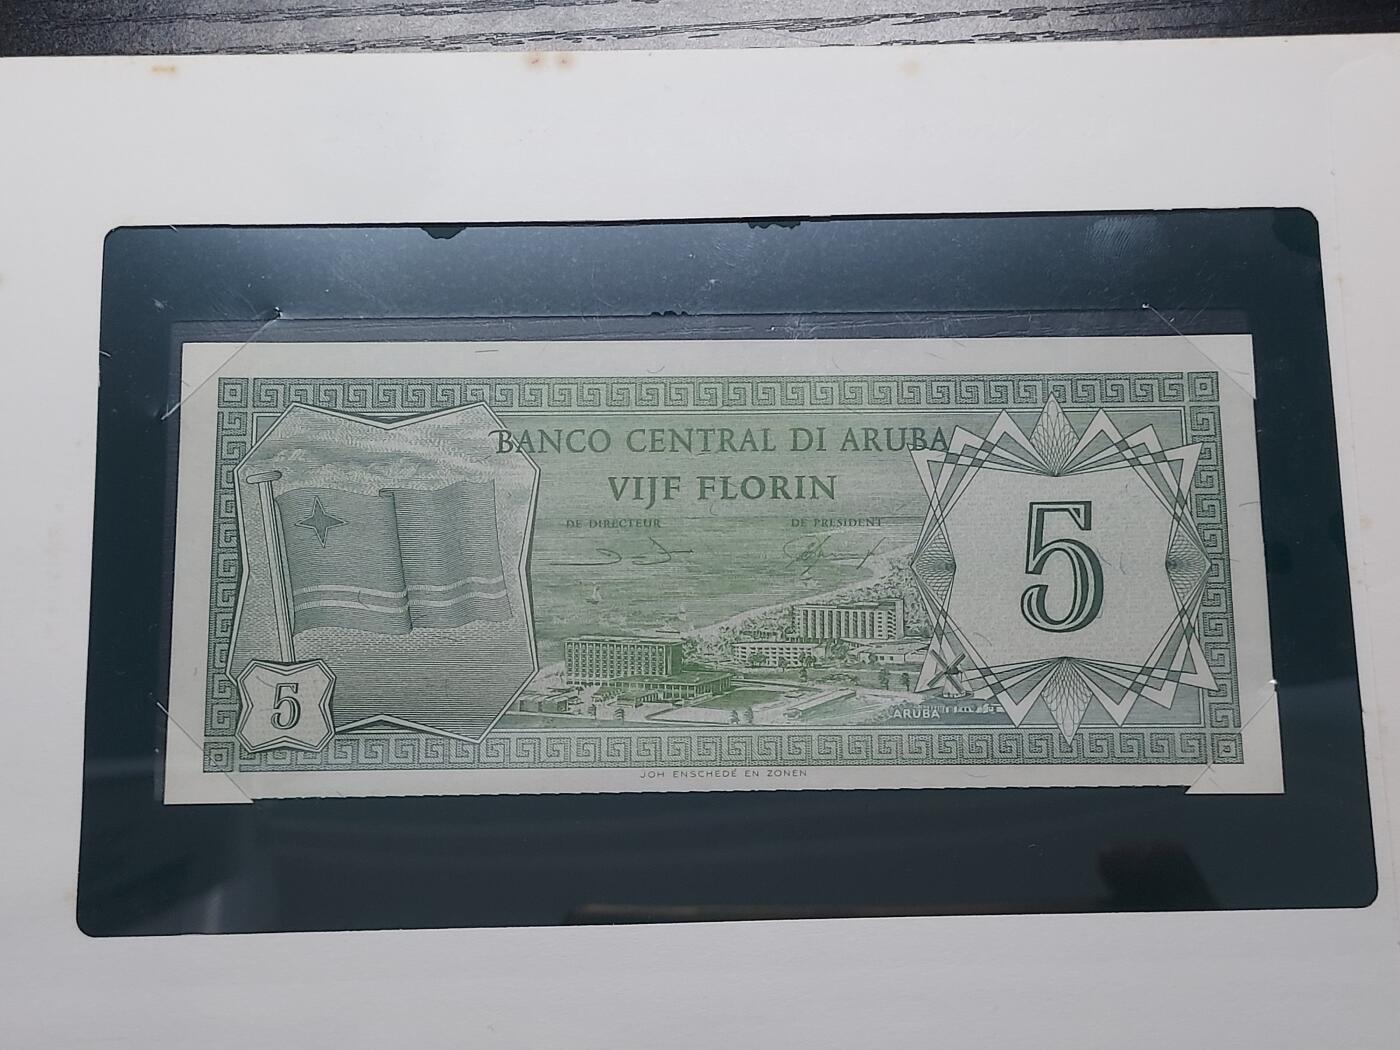 BANCO CENTRAL DI ARUBA
VIJF FLORIN
DE DIRECTEUR
DE PRESIDENT
5
5
ARUBA
JOH ENSCHEDÉ EN ZONEN